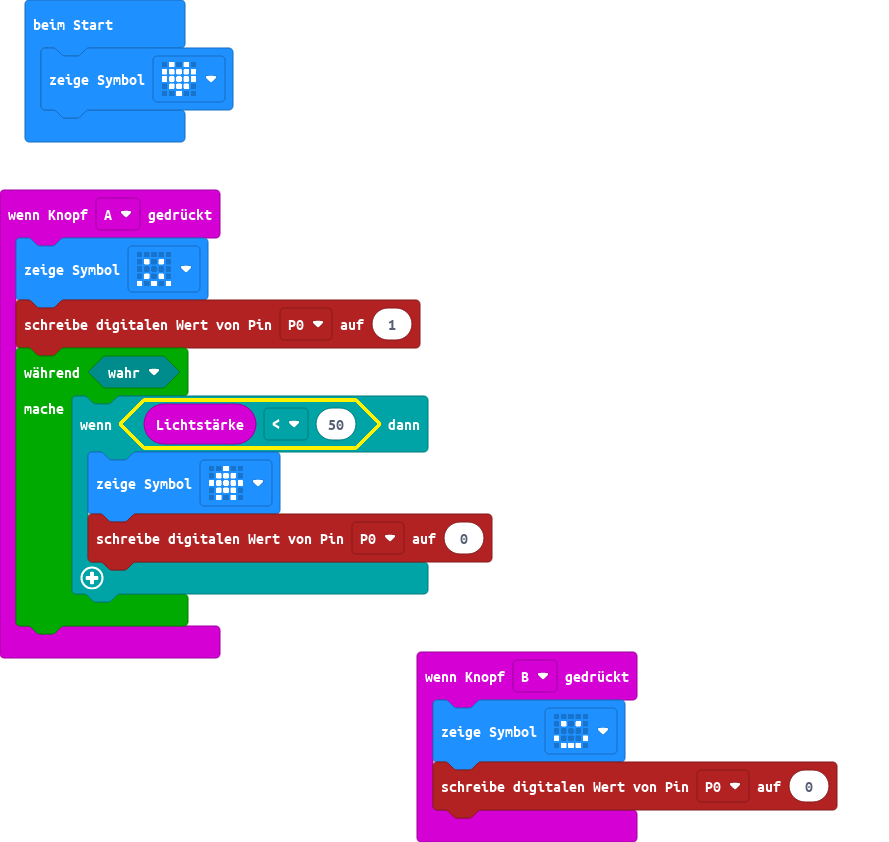 beim Start
zeige Symbol
wenn Knopf A gedrückt
zeige Symbol
schreibe digitalen Wert von Pin P0 auf 1
während wahr
mache
wenn Lichtstärke < 50 dann
zeige Symbol
schreibe digitalen Wert von Pin P0 auf 0
wenn Knopf B gedrückt
zeige Symbol
schreibe digitalen Wert von Pin P0 auf 0